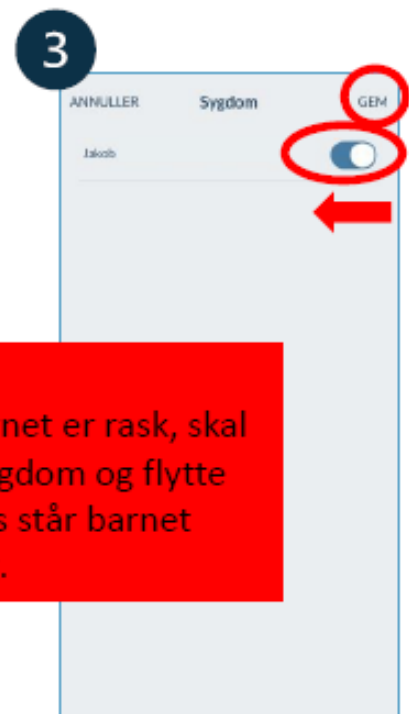 3
ANNULLER Sygdom GEM
Jakob
net er rask, skal
gdom og flytte
s står barnet
.